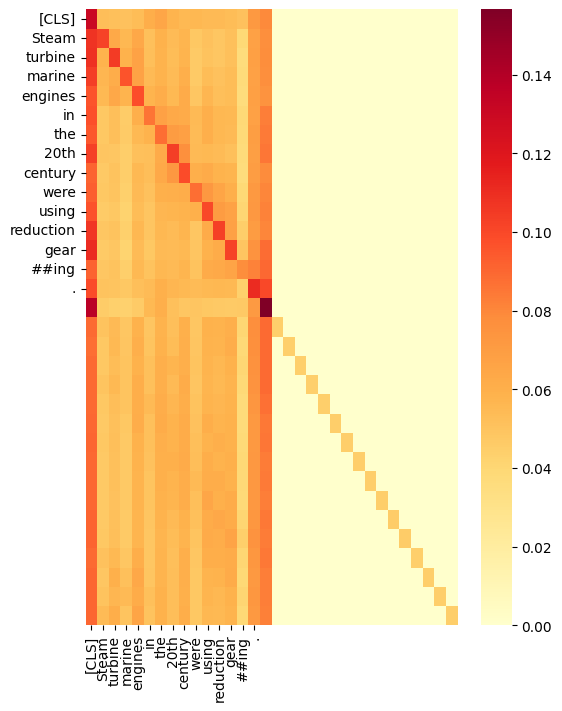 [CLS]
Steam
turbine
marine
engines
in
the
20th
century
were
using
reduction
gear
##ing
.
[CLS]
Steam
turbine
marine
engines
in
the
20th
century
were
using
reduction
gear
##ing
.
0.14
0.12
0.10
0.08
0.06
0.04
0.02
0.00